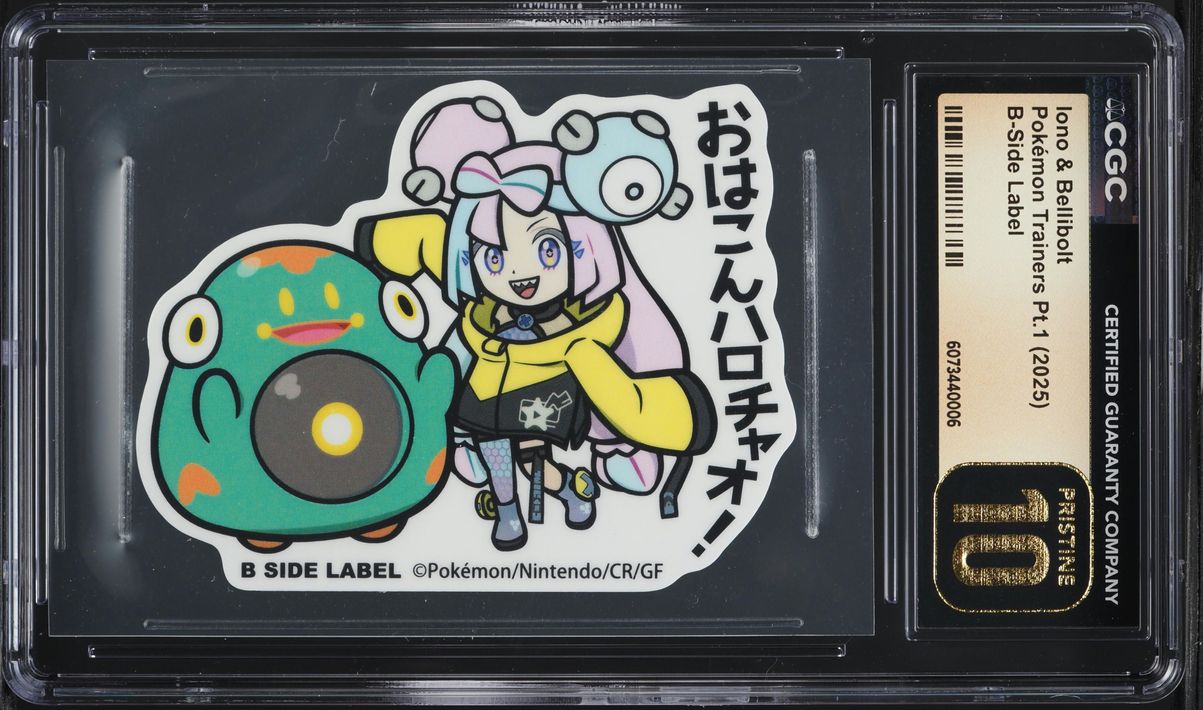 おはこんハロチャオ!
B SIDE LABEL ©Pokémon/Nintendo/CR/GF
CGC
CERTIFIED GUARANTY COMPANY
Iono & Bellibolt
Pokémon Trainers Pt.1 (2025)
B-Side Label
6073440006
PRISTINE
10